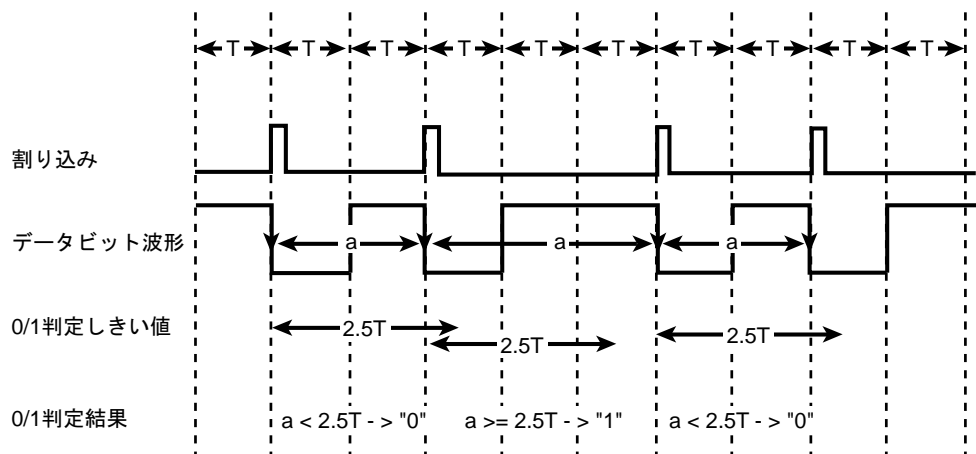 T T T T T T T T T T
割り込み
データビット波形
a a a
0/1判定しきい値
2.5T 2.5T 2.5T
0/1判定結果
a < 2.5T - > "0" a >= 2.5T - > "1" a < 2.5T - > "0"